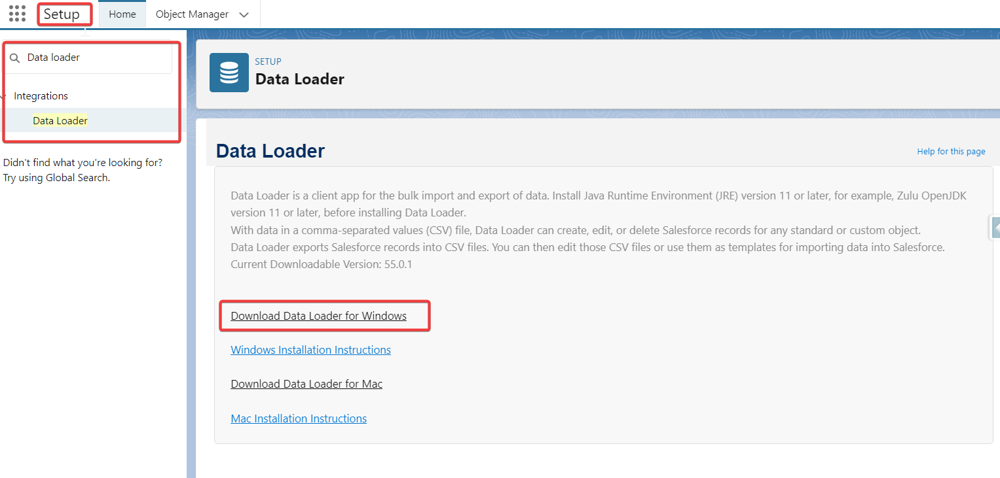 Setup
Home
Object Manager
Data loader
Integrations
Data Loader
Didn't find what you're looking for?
Try using Global Search.
SETUP
Data Loader
Data Loader
Help for this page
Data Loader is a client app for the bulk import and export of data. Install Java Runtime Environment (JRE) version 11 or later, for example, Zulu OpenJDK
version 11 or later, before installing Data Loader.
With data in a comma-separated values (CSV) file, Data Loader can create, edit, or delete Salesforce records for any standard or custom object.
Data Loader exports Salesforce records into CSV files. You can then edit those CSV files or use them as templates for importing data into Salesforce.
Current Downloadable Version: 55.0.1
Download Data Loader for Windows
Windows Installation Instructions
Download Data Loader for Mac
Mac Installation Instructions